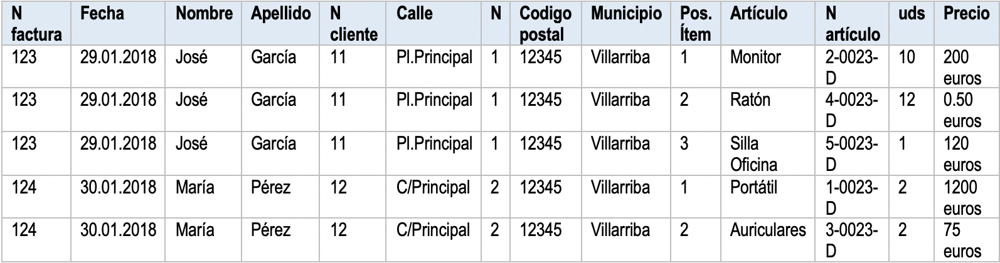 N factura Fecha Nombre Apellido N cliente Calle N Codigo postal Municipio Pos. Ítem Artículo N artículo uds Precio
123 29.01.2018 José García 11 Pl.Principal 1 12345 Villarriba 1 Monitor 2-0023-D 10 200 euros
123 29.01.2018 José García 11 Pl.Principal 1 12345 Villarriba 2 Ratón 4-0023-D 12 0.50 euros
123 29.01.2018 José García 11 Pl.Principal 1 12345 Villarriba 3 Silla Oficina 5-0023-D 1 120 euros
124 30.01.2018 María Pérez 12 C/Principal 2 12345 Villarriba 1 Portátil 1-0023-D 2 1200 euros
124 30.01.2018 María Pérez 12 C/Principal 2 12345 Villarriba 2 Auriculares 3-0023-D 2 75 euros